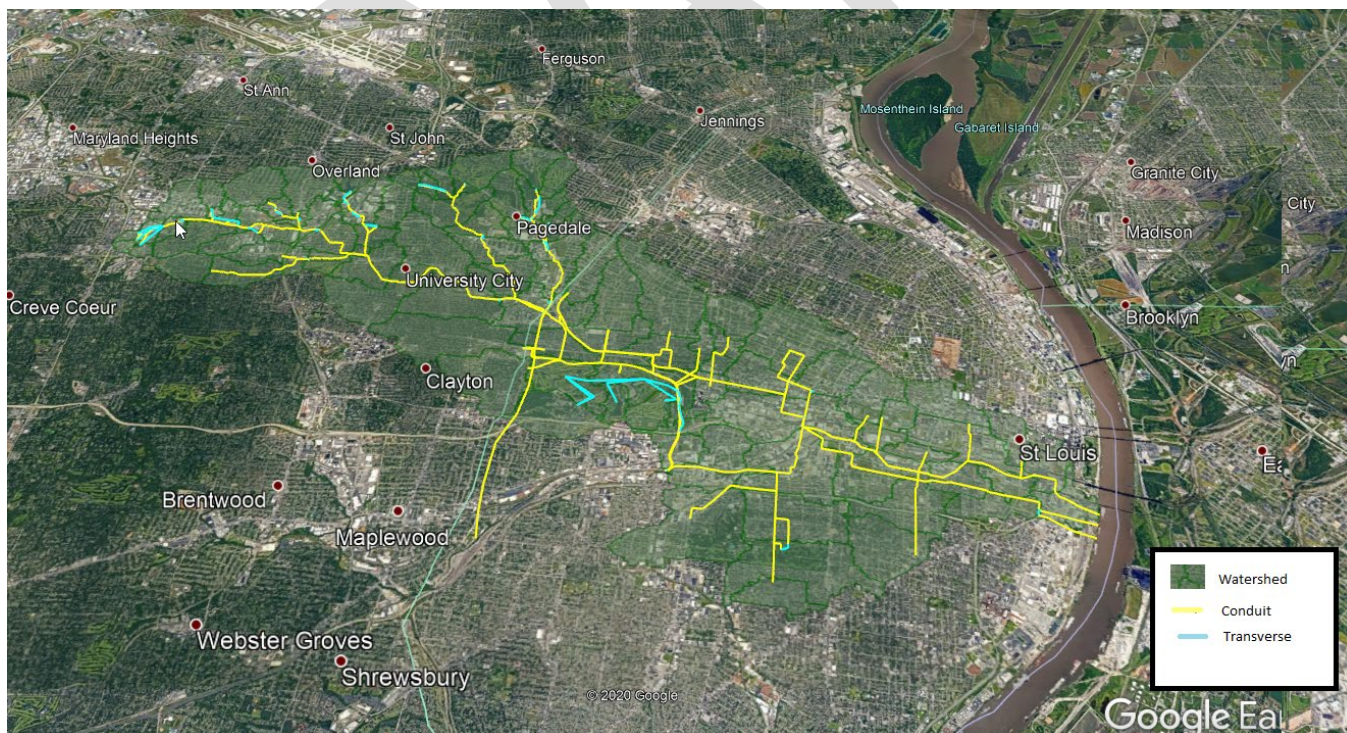 Ferguson
St Ann
Mosenthein Island
Jennings
Gabaret Island
Maryland Heights
St John
Overland
Granite City
City
Pagedale
Madison
n
University City
Creve Coeur
Brooklyn
Clayton
St Louis
Brentwood
Maplewood
Watershed
Conduit
Transverse
Webster Groves
Shrewsbury
© 2020 Google
Google Ea